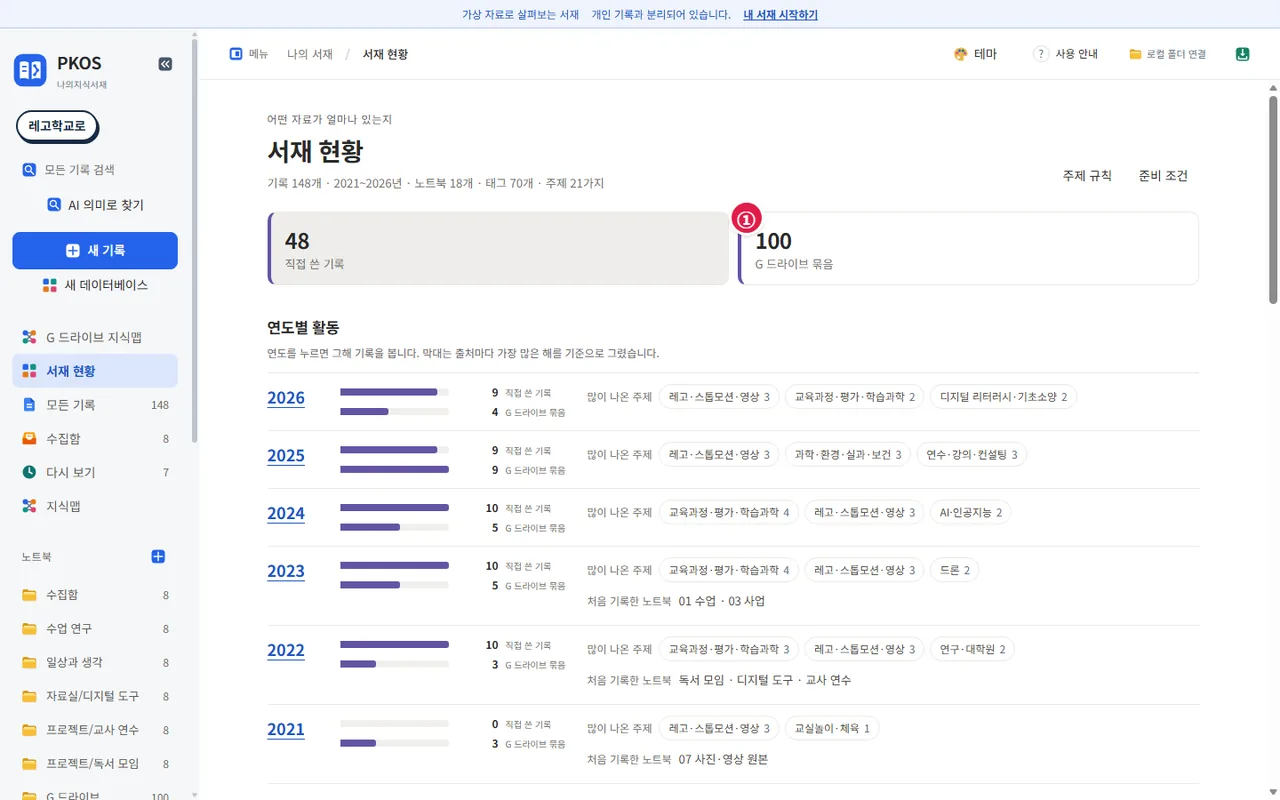 가상 자료로 살펴보는 서재 개인 기록과 분리되어 있습니다. 내 서재 시작하기
PKOS
나의지식서재
레고학교로
모든 기록 검색
AI 의미로 찾기
새 기록
새 데이터베이스
G 드라이브 지식맵
서재 현황
모든 기록 148
수집함 8
다시 보기 7
지식맵
노트북
수집함 8
수업 연구 8
일상과 생각 8
자료실/디지털 도구 8
프로젝트/교사 연수 8
프로젝트/독서 모임 8
G 드라이브 100
메뉴 나의 서재 / 서재 현황
테마 ? 사용 안내 로컬 폴더 연결
어떤 자료가 얼마나 있는지
서재 현황
기록 148개 · 2021~2026년 · 노트북 18개 · 태그 70개 · 주제 21가지
주제 규칙 준비 조건
48
직접 쓴 기록
①
100
G 드라이브 묶음
연도별 활동
연도를 누르면 그해 기록을 봅니다. 막대는 출처마다 가장 많은 해를 기준으로 그렸습니다.
2026
9 직접 쓴 기록
4 G 드라이브 묶음
많이 나온 주제 레고·스톱모션·영상 3 교육과정·평가·학습과학 2 디지털 리터러시·기초소양 2
2025
9 직접 쓴 기록
9 G 드라이브 묶음
많이 나온 주제 레고·스톱모션·영상 3 과학·환경·실과·보건 3 연수·강의·컨설팅 3
2024
10 직접 쓴 기록
5 G 드라이브 묶음
많이 나온 주제 교육과정·평가·학습과학 4 레고·스톱모션·영상 3 AI·인공지능 2
2023
10 직접 쓴 기록
5 G 드라이브 묶음
많이 나온 주제 교육과정·평가·학습과학 4 레고·스톱모션·영상 3 드론 2
처음 기록한 노트북 01 수업 · 03 사업
2022
10 직접 쓴 기록
3 G 드라이브 묶음
많이 나온 주제 교육과정·평가·학습과학 3 레고·스톱모션·영상 3 연구·대학원 2
처음 기록한 노트북 독서 모임 · 디지털 도구 · 교사 연수
2021
0 직접 쓴 기록
3 G 드라이브 묶음
많이 나온 주제 레고·스톱모션·영상 3 교실놀이·체육 1
처음 기록한 노트북 07 사진·영상 원본